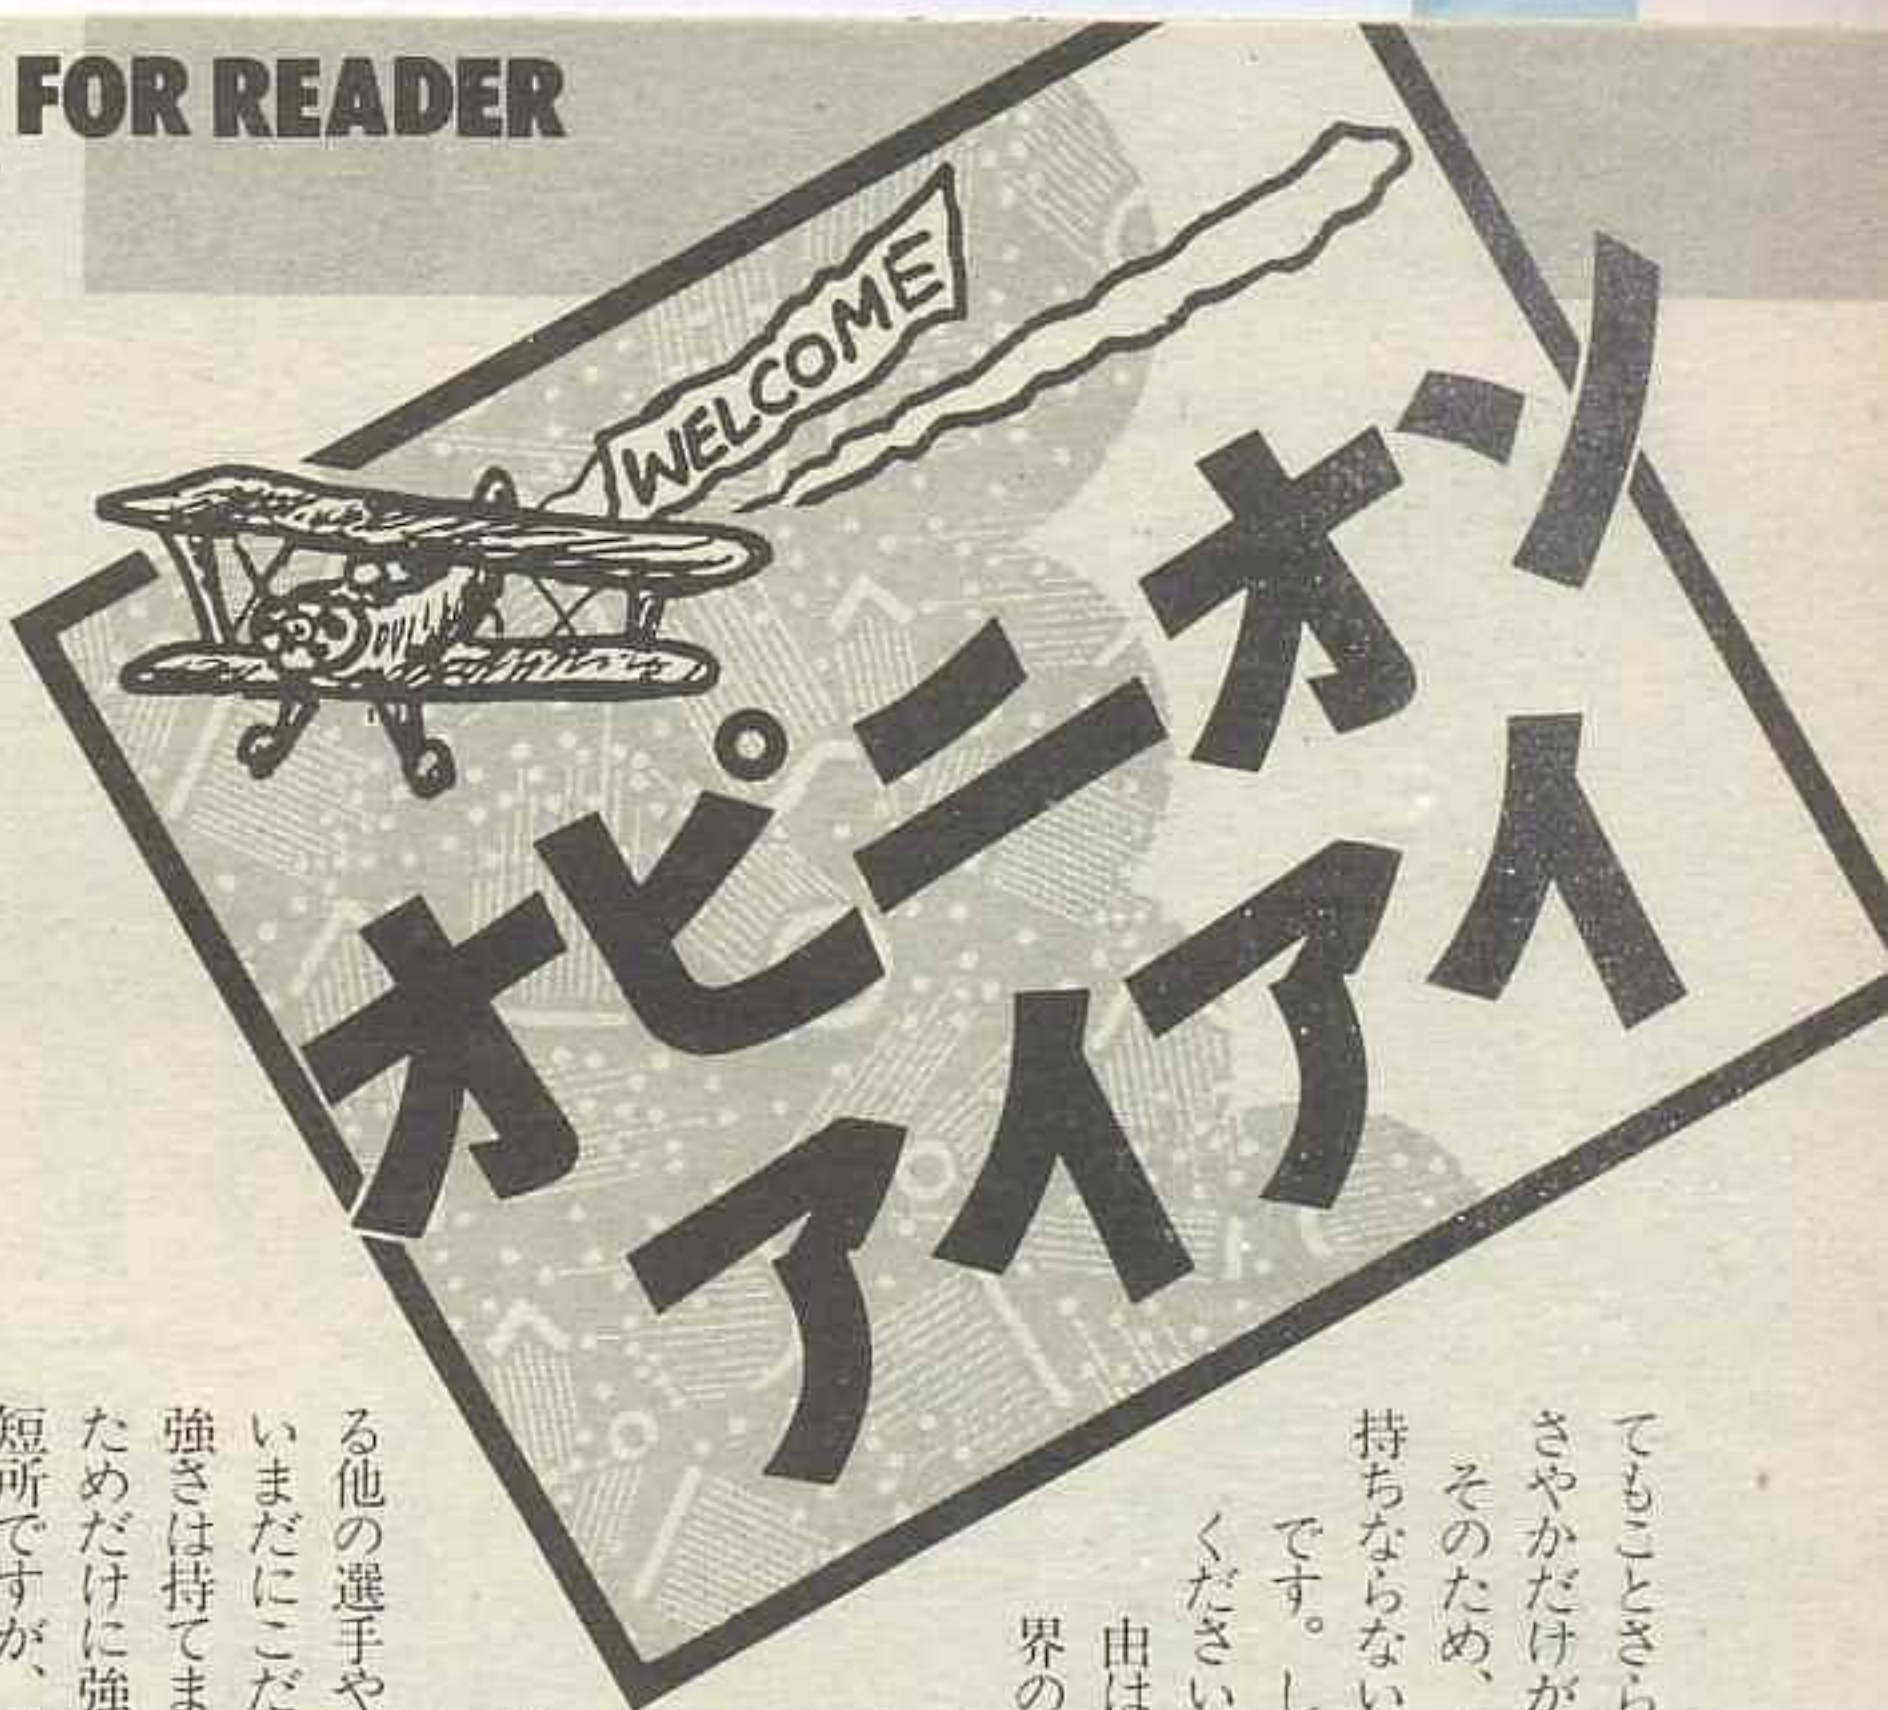 FOR READER
WELCOME
オピニオン
アイアイ
てもことさら
さやかだけが
そのため、
持ちならない
です。し
ください
由は
界の
る他の選手や
いまだにこだ
強さは持てま
ためだけに強
短所ですが、